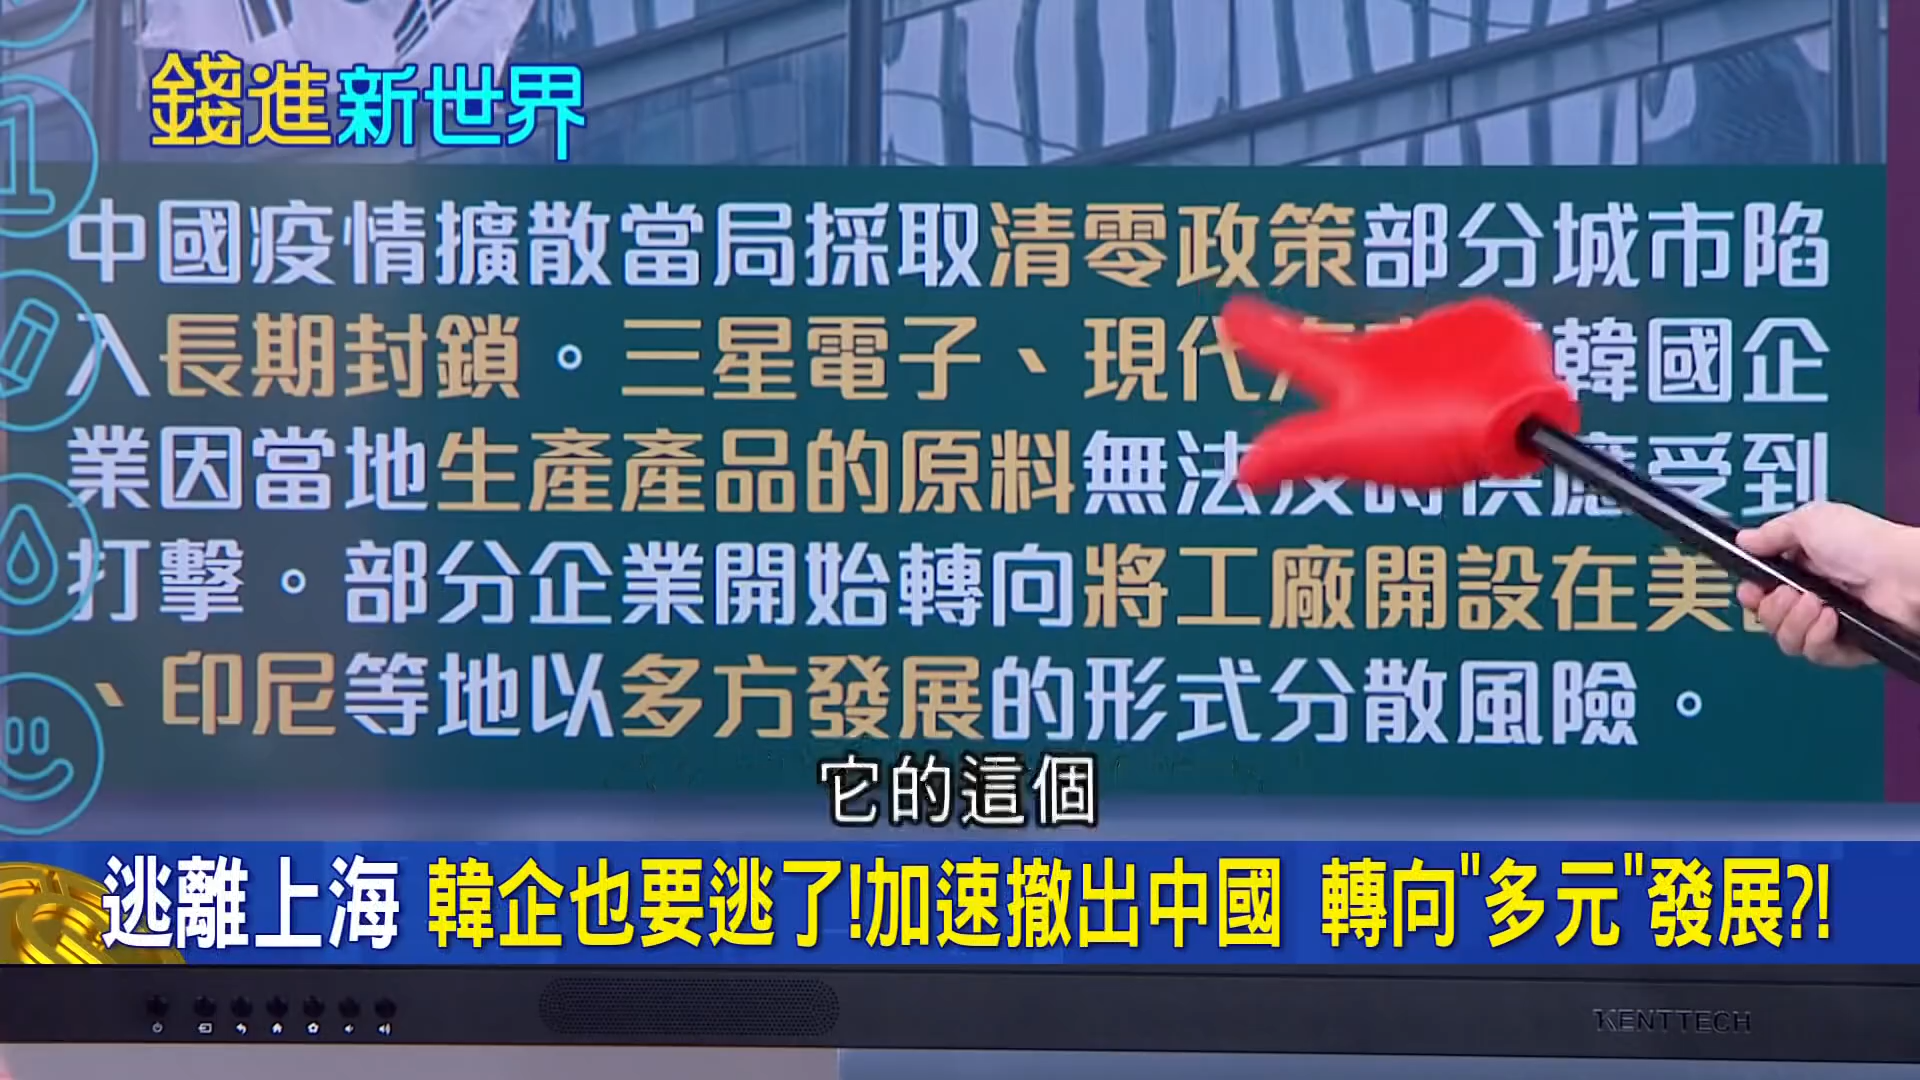 錢進新世界
中國疫情擴散當局採取清零政策部分城市陷
入長期封鎖。三星電子、現代 韓國企
業因當地生產產品的原料無法及時供應受到
打擊。部分企業開始轉向將工廠開設在美
、印尼等地以多方發展的形式分散風險。
它的這個
逃離上海 韓企也要逃了!加速撤出中國 轉向"多元"發展?!
KENTTECH